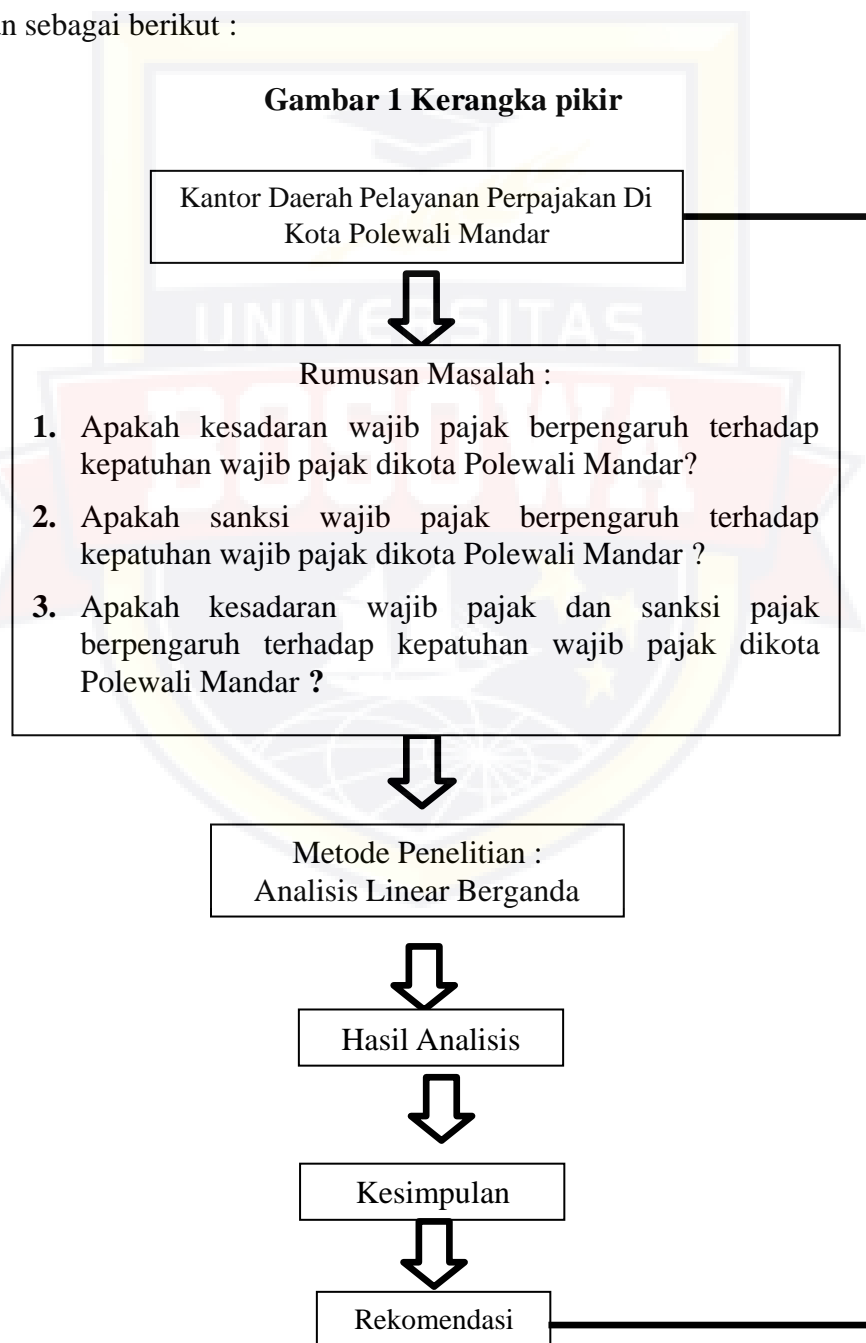 n sebagai berikut :
Gambar 1 Kerangka pikir
Kantor Daerah Pelayanan Perpajakan Di
Kota Polewali Mandar
UNIVERSITAS
BOSOWA
Rumusan Masalah :
1. Apakah kesadaran wajib pajak berpengaruh terhadap
kepatuhan wajib pajak dikota Polewali Mandar?
2. Apakah sanksi wajib pajak berpengaruh terhadap
kepatuhan wajib pajak dikota Polewali Mandar ?
3. Apakah kesadaran wajib pajak dan sanksi pajak
berpengaruh terhadap kepatuhan wajib pajak dikota
Polewali Mandar ?
Metode Penelitian :
Analisis Linear Berganda
Hasil Analisis
Kesimpulan
Rekomendasi